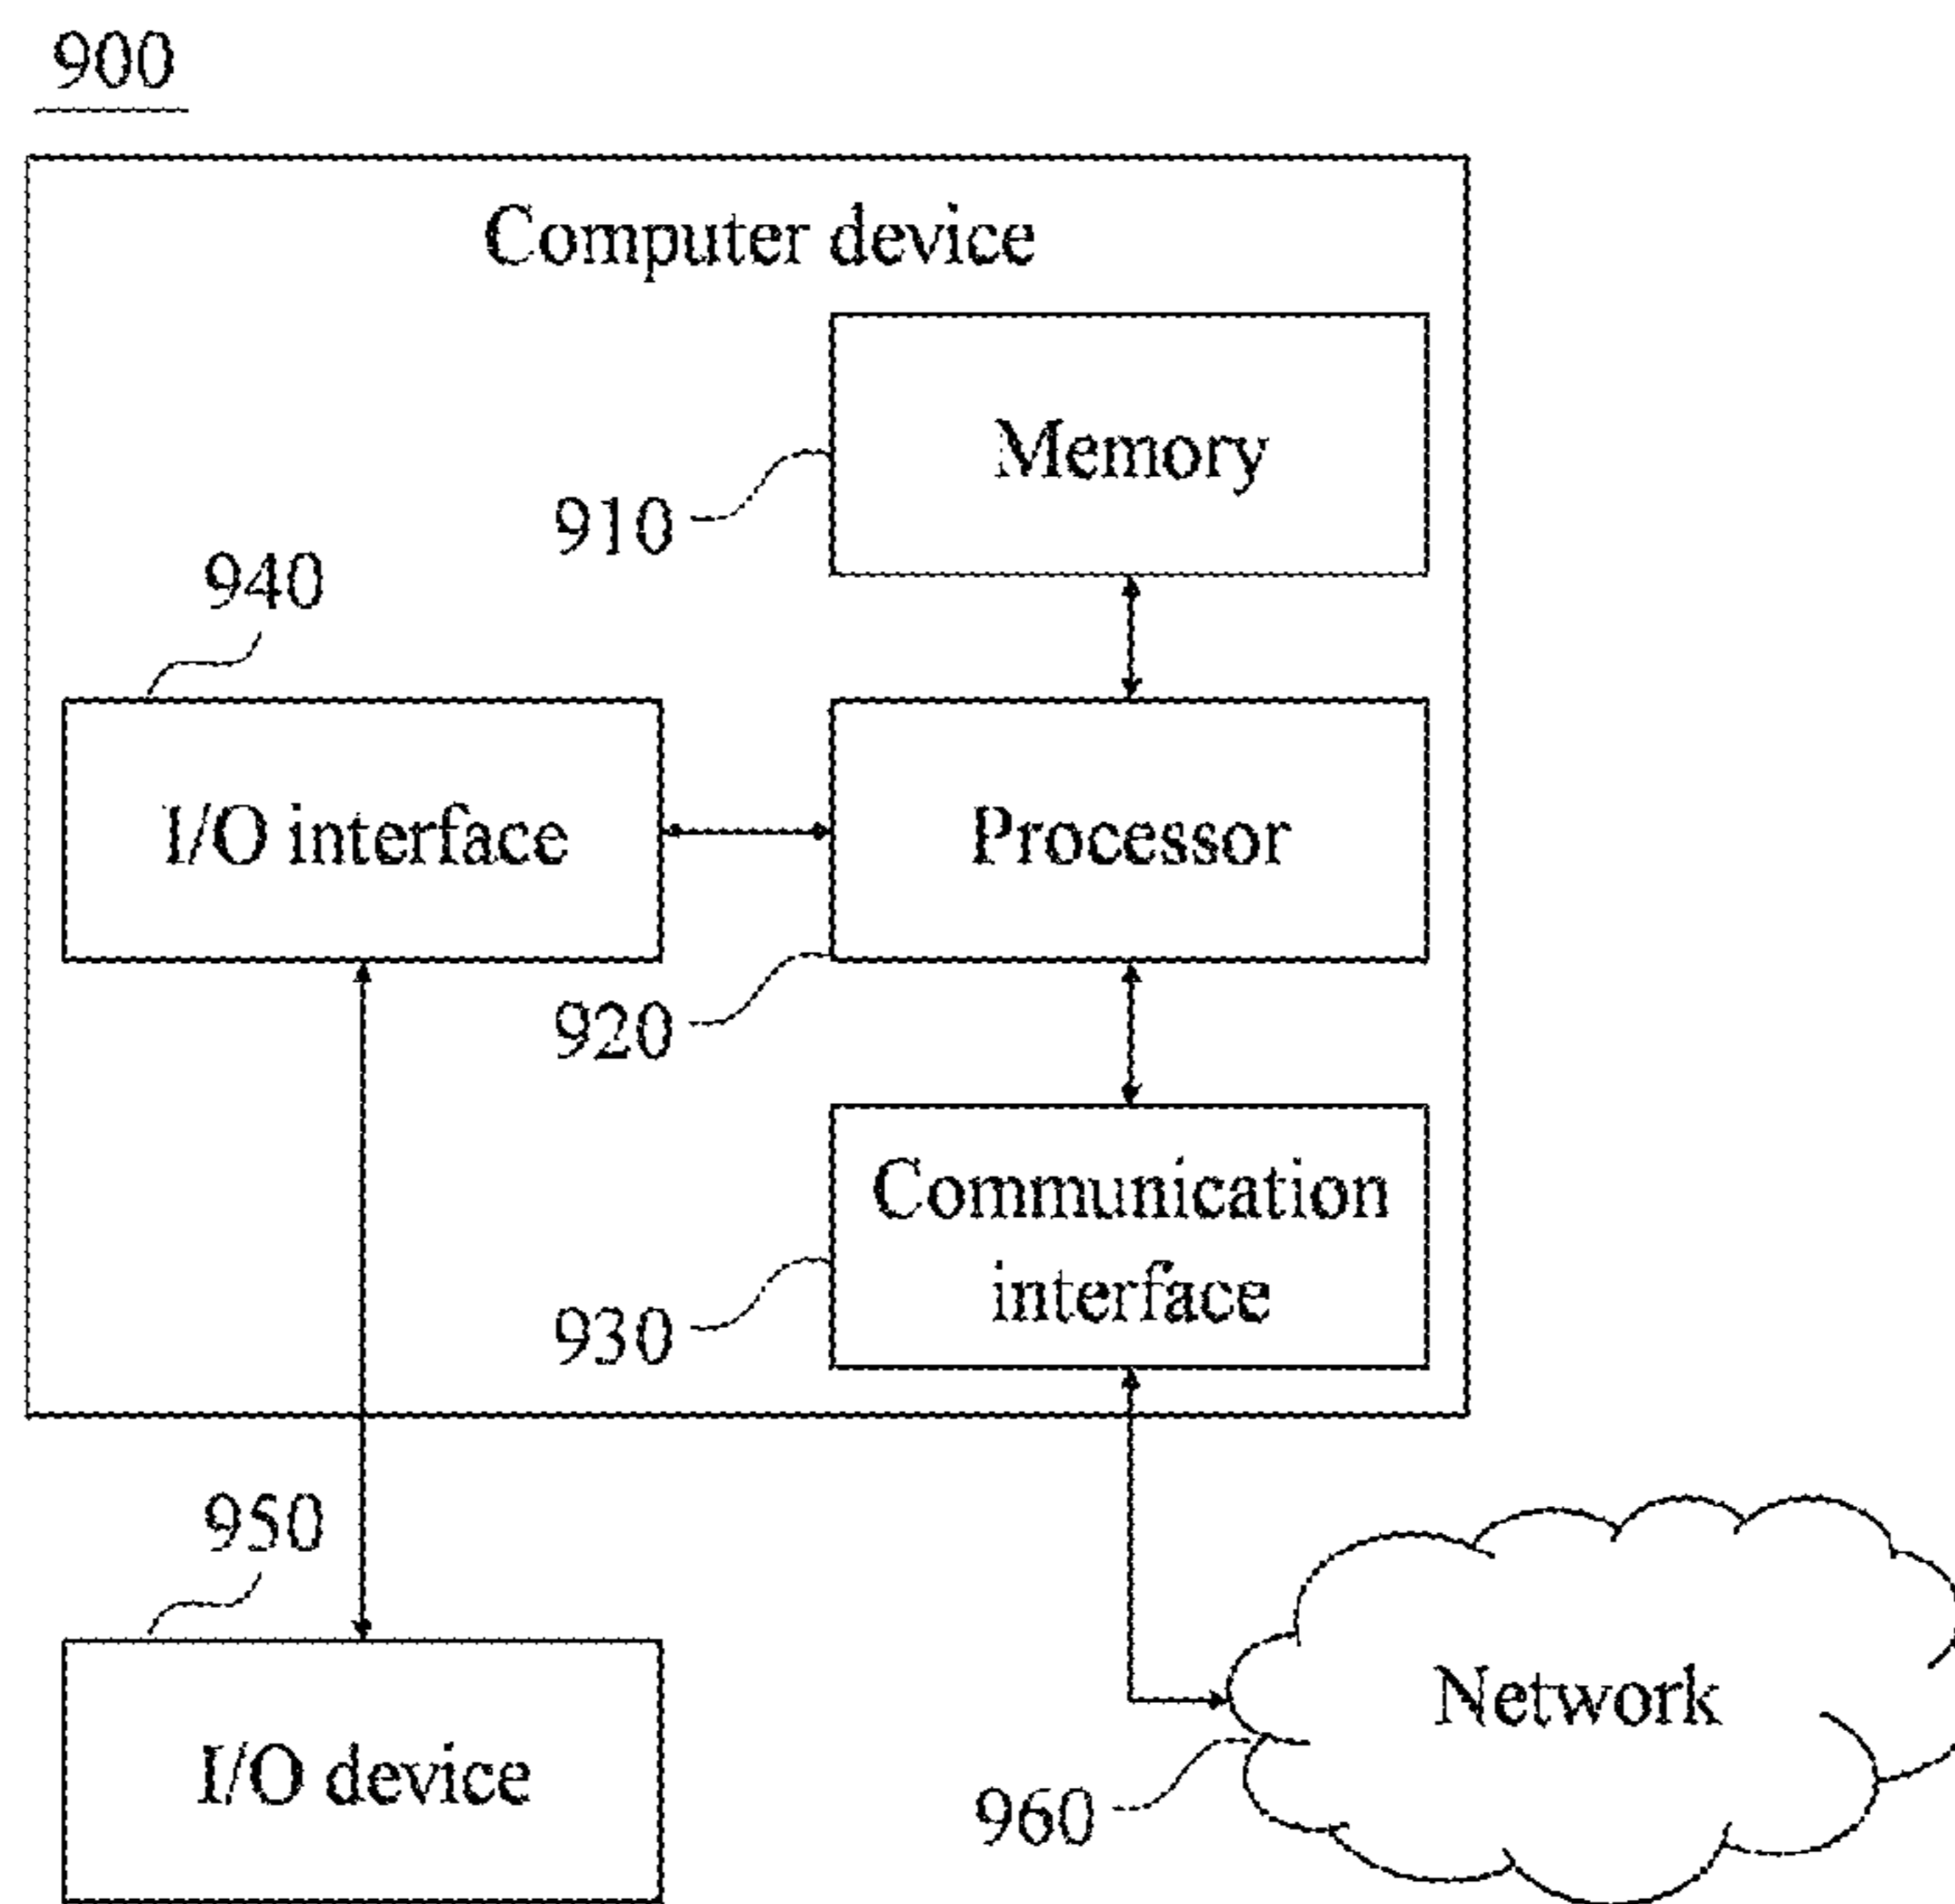 900
Computer device
Memory
910
940
I/O interface
Processor
920
Communication
interface
930
950
I/O device
Network
960